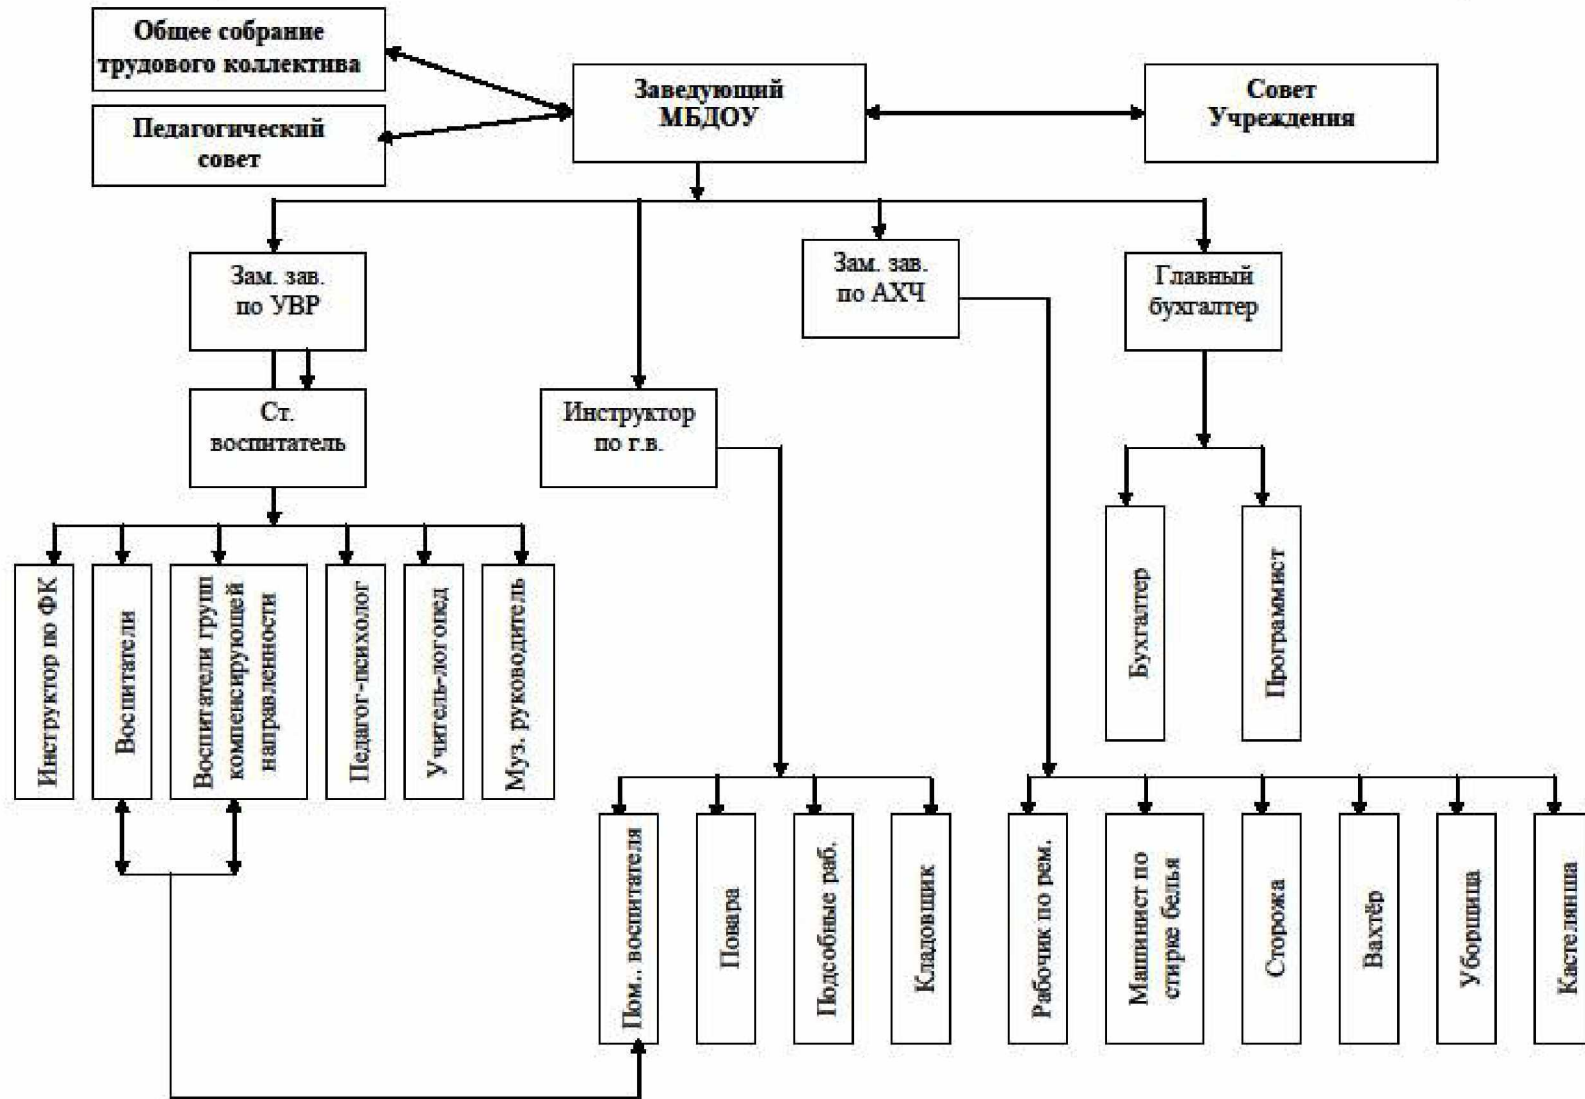 Общее собрание
трудового коллектива
Педагогический
совет
Заведующий
МБДОУ
Совет
Учреждения
Зам. зав.
по УВР
Зам. зав.
по АХЧ
Главный
бухгалтер
Ст.
воспитатель
Инструктор
по г.в.
Инструктор по ФК
Воспитатели
Воспитатели групп
компенсирующей
направленности
Педагог-психолог
Учитель-логопед
Муз. руководитель
Бухгалтер
Программист
Пом.. воспитателя
Повара
Подсобные раб.
Кладовщик
Рабочик по рем.
Машинист по
стирке белья
Сторожа
Вахтёр
Уборщица
Кастелянша